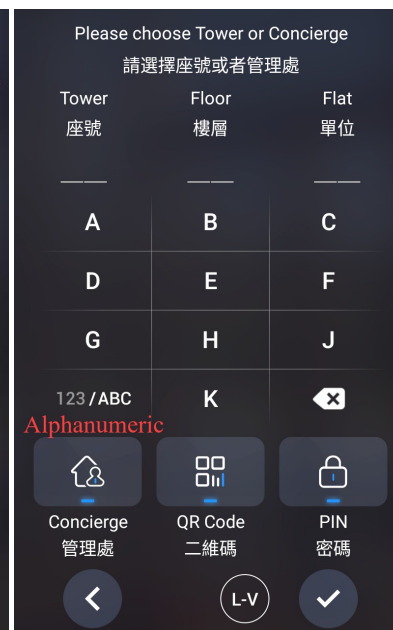 Please choose Tower or Concierge
請選擇座號或者管理處
Tower Floor Flat
座號 樓層 單位
A B C
D E F
G H J
123/ABC K
Alphanumeric
Concierge QR Code PIN
管理處 二維碼 密碼
L-V